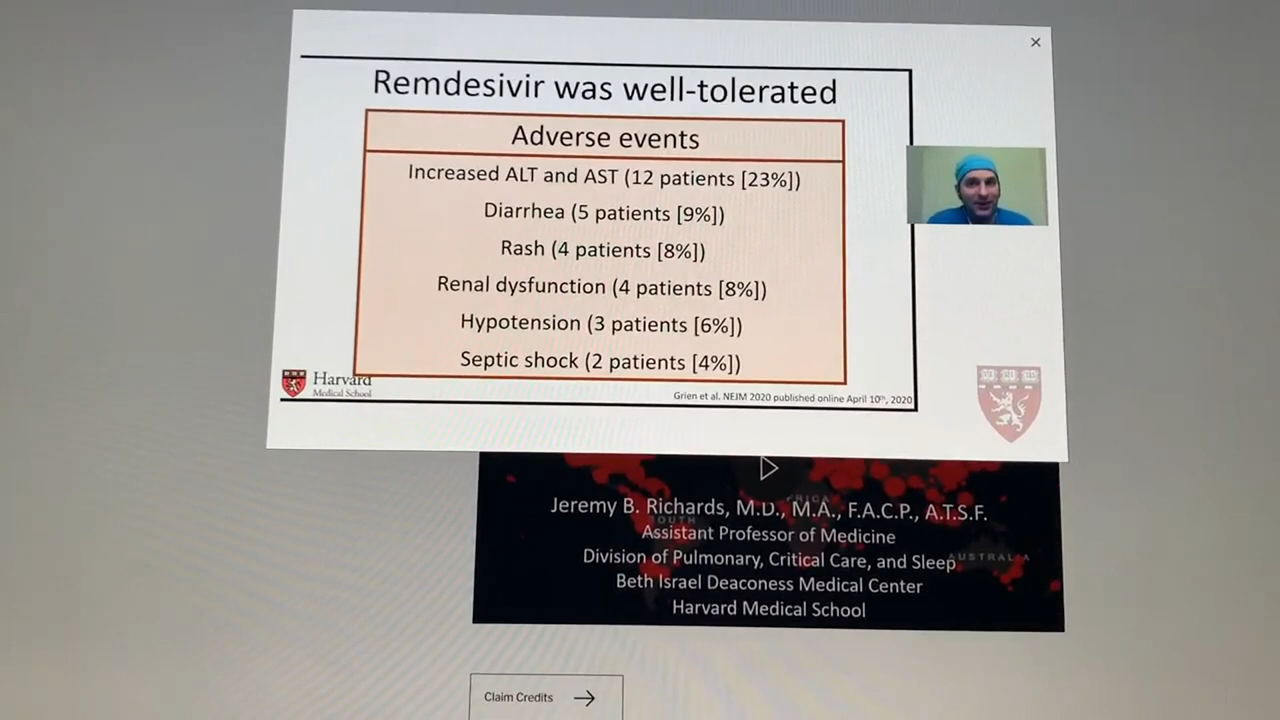 Remdesivir was well-tolerated
Adverse events
Increased ALT and AST (12 patients [23%])
Diarrhea (5 patients [9%])
Rash (4 patients [8%])
Renal dysfunction (4 patients [8%])
Hypotension (3 patients [6%])
Septic shock (2 patients [4%])
Harvard
Medical School
Grien et al. NEJM 2020 published online April 10th, 2020
Jeremy B. Richards, M.D., M.A., F.A.C.P., A.T.S.F.
Assistant Professor of Medicine
Division of Pulmonary, Critical Care, and Sleep
AUSTRALIA
Beth Israel Deaconess Medical Center
Harvard Medical School
Claim Credits